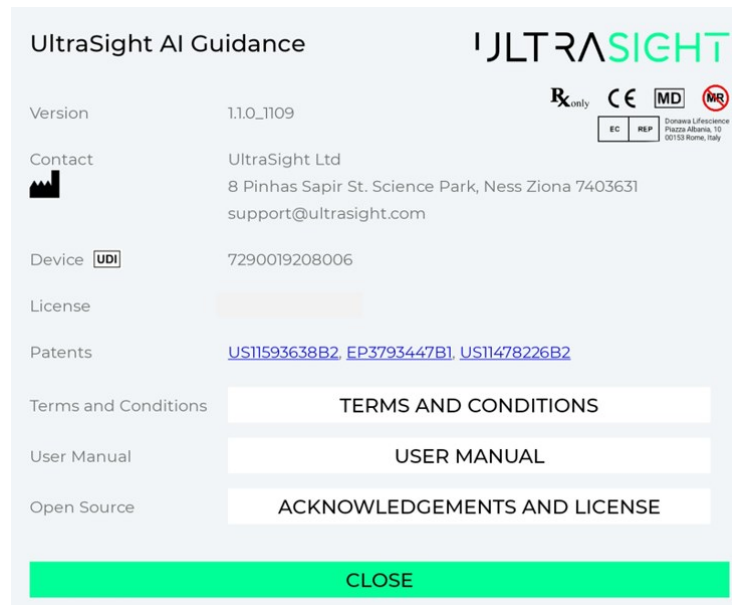 UltraSight AI Guidance
ULTRASIGHT
Rx only CE MD MR
EC REP
Donawa Lifescience
Piazza Albania, 10
00153 Rome, Italy
Version 1.1.0_1109
Contact UltraSight Ltd
8 Pinhas Sapir St. Science Park, Ness Ziona 7403631
support@ultrasight.com
Device UDI 7290019208006
License
Patents US11593638B2, EP3793447B1, US11478226B2
Terms and Conditions TERMS AND CONDITIONS
User Manual USER MANUAL
Open Source ACKNOWLEDGEMENTS AND LICENSE
CLOSE